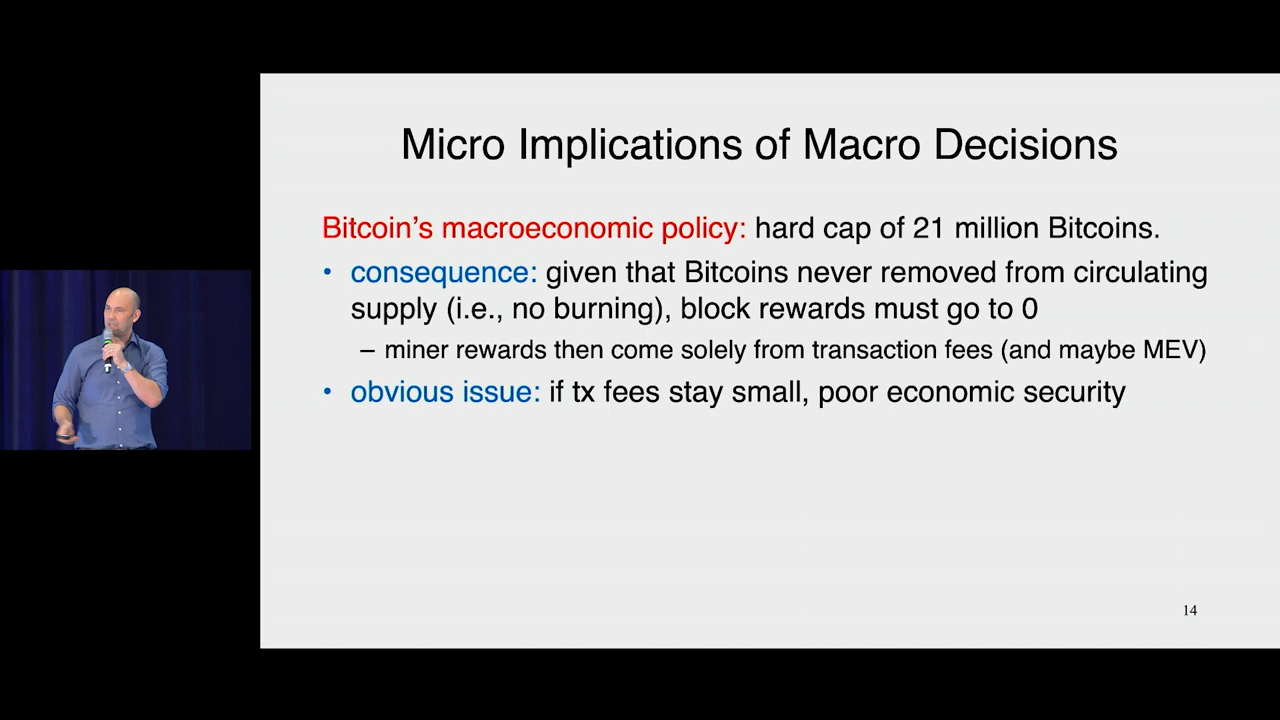 Micro Implications of Macro Decisions
Bitcoin's macroeconomic policy: hard cap of 21 million Bitcoins.
• consequence: given that Bitcoins never removed from circulating
supply (i.e., no burning), block rewards must go to 0
– miner rewards then come solely from transaction fees (and maybe MEV)
• obvious issue: if tx fees stay small, poor economic security
14